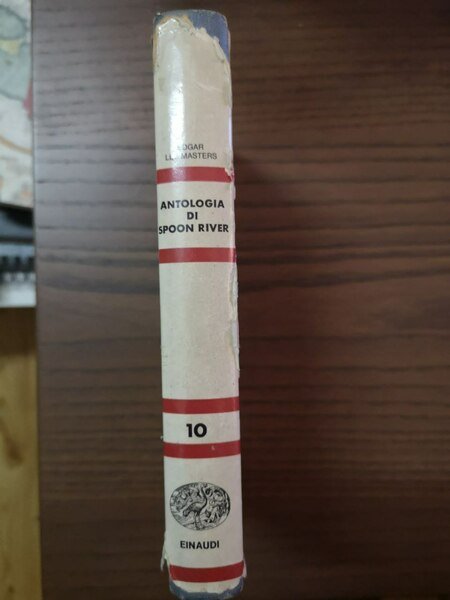 EDGAR
LEE MASTERS
ANTOLOGIA
DI
SPOON RIVER
10
EINAUDI